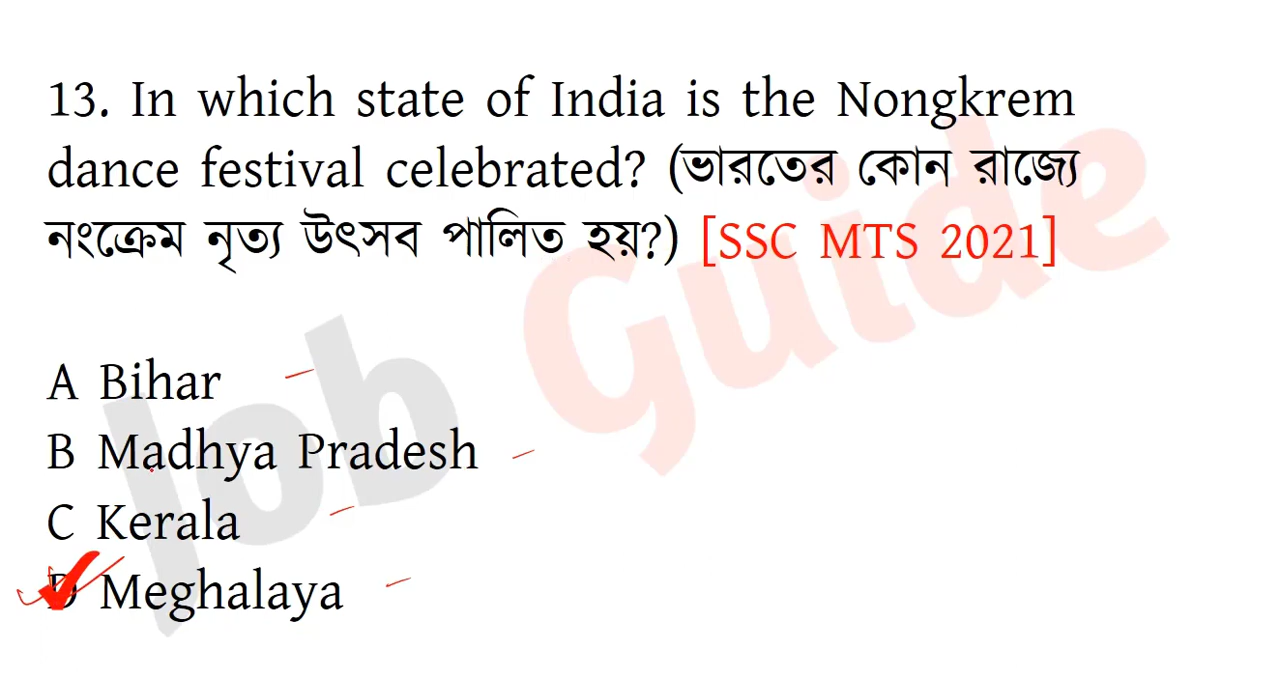 13. In which state of India is the Nongkrem
dance festival celebrated? (ভারতের কোন রাজ্যে
নংক্রেম নৃত্য উৎসব পালিত হয়?) [SSC MTS 2021]
A Bihar
B Madhya Pradesh
C Kerala
D Meghalaya
Job Guide